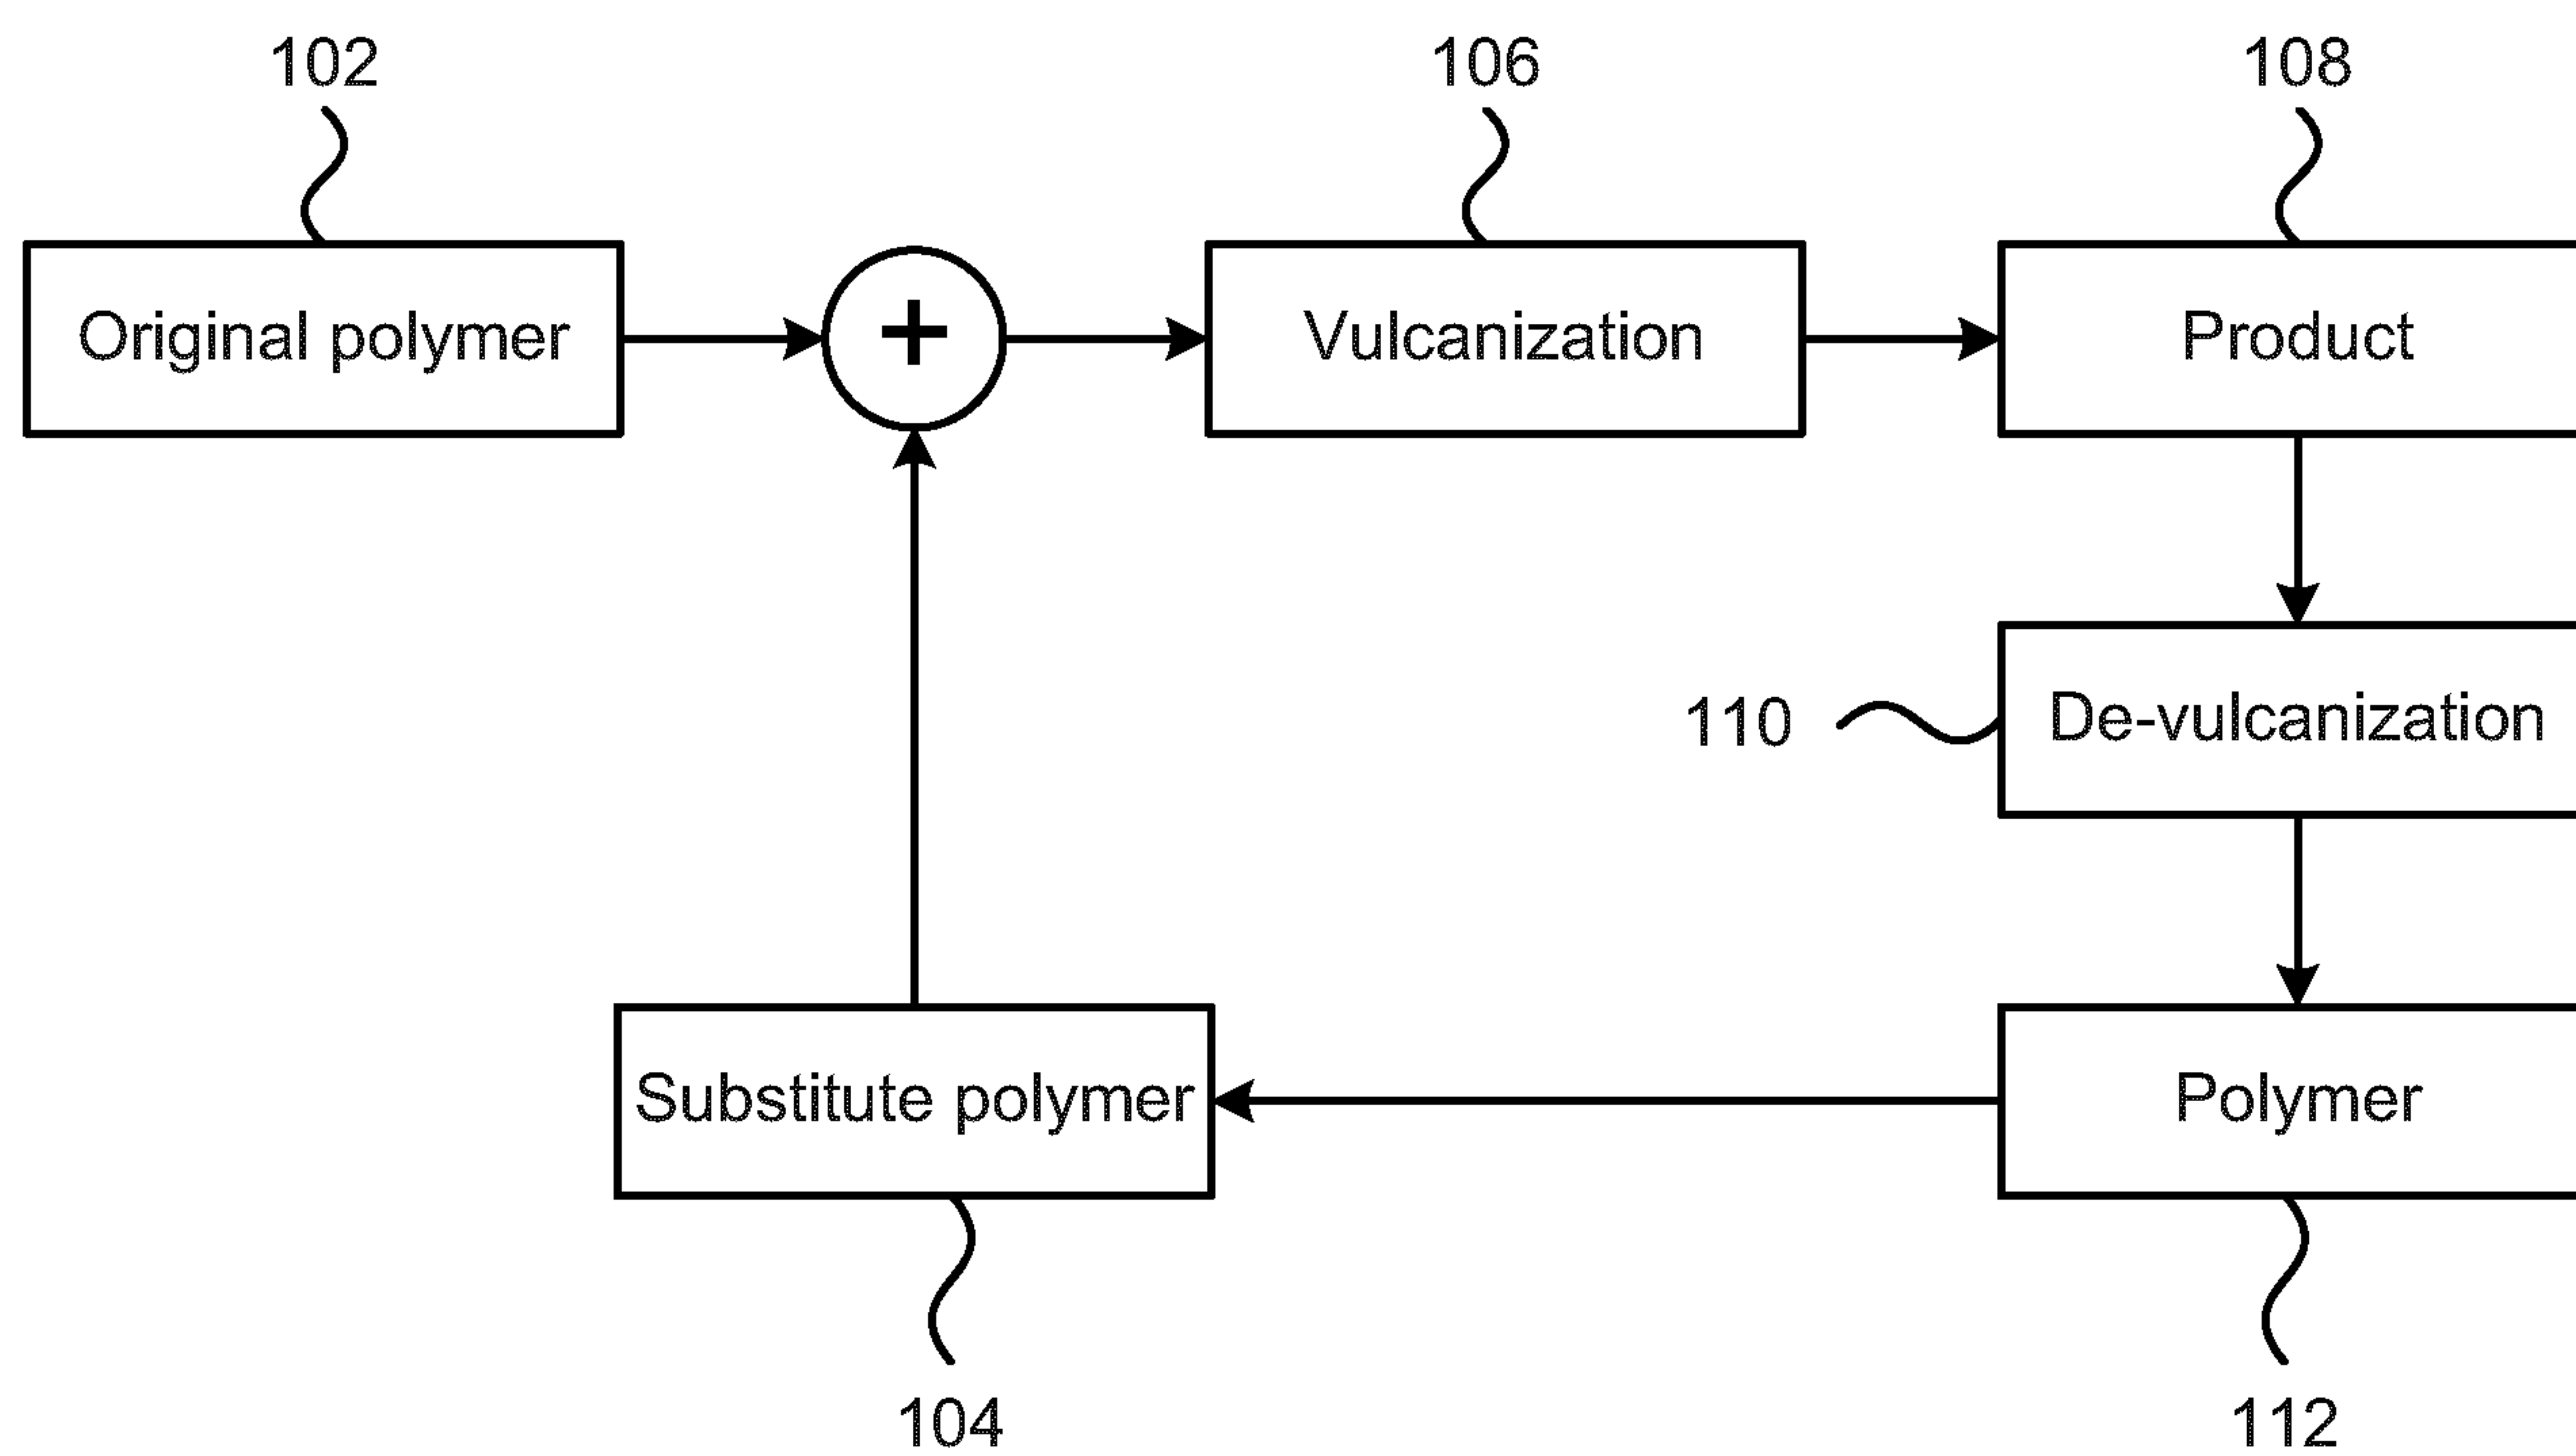 102
106
108
Original polymer
+
Vulcanization
Product
110
De-vulcanization
Substitute polymer
Polymer
104
112